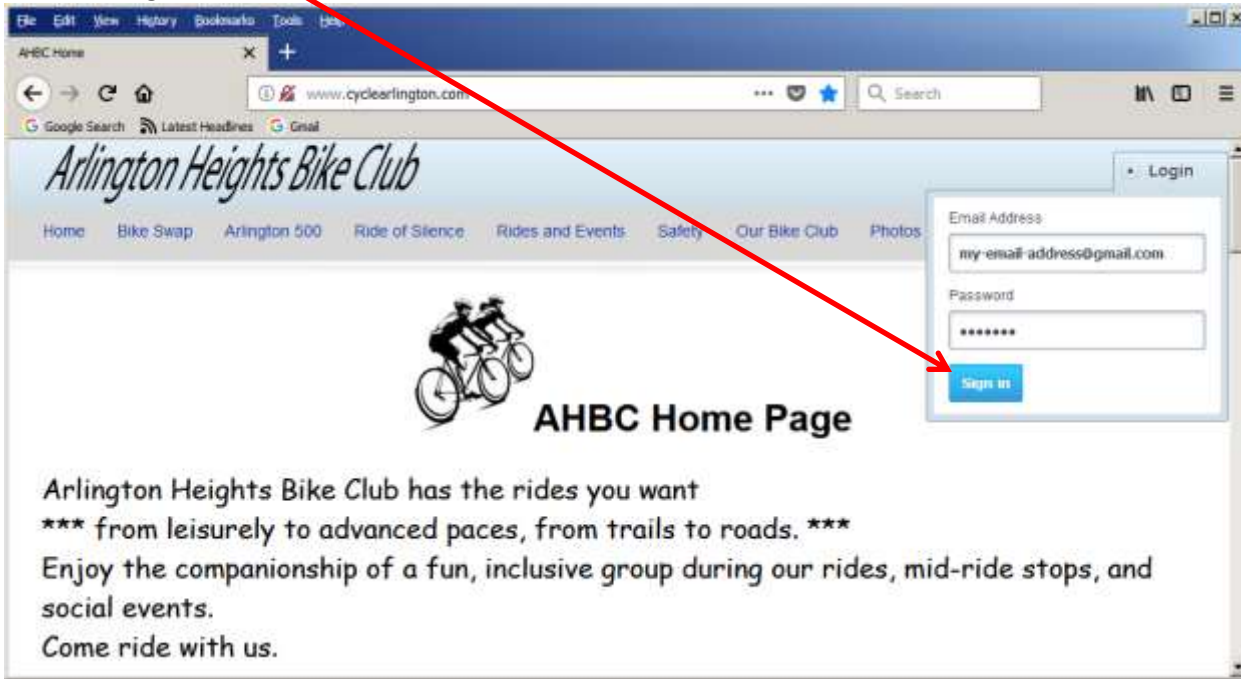 File Edit View History Bookmarks Tools Help
AHBC Home
www.cyclearlington.com
Search
Google Search Latest Headlines Gmail
Arlington Heights Bike Club
Login
Home Bike Swap Arlington 500 Ride of Silence Rides and Events Safety Our Bike Club Photos
Email Address
my-email-address@gmail.com
Password
•••••••
Sign in
AHBC Home Page
Arlington Heights Bike Club has the rides you want
*** from leisurely to advanced paces, from trails to roads. ***
Enjoy the companionship of a fun, inclusive group during our rides, mid-ride stops, and
social events.
Come ride with us.